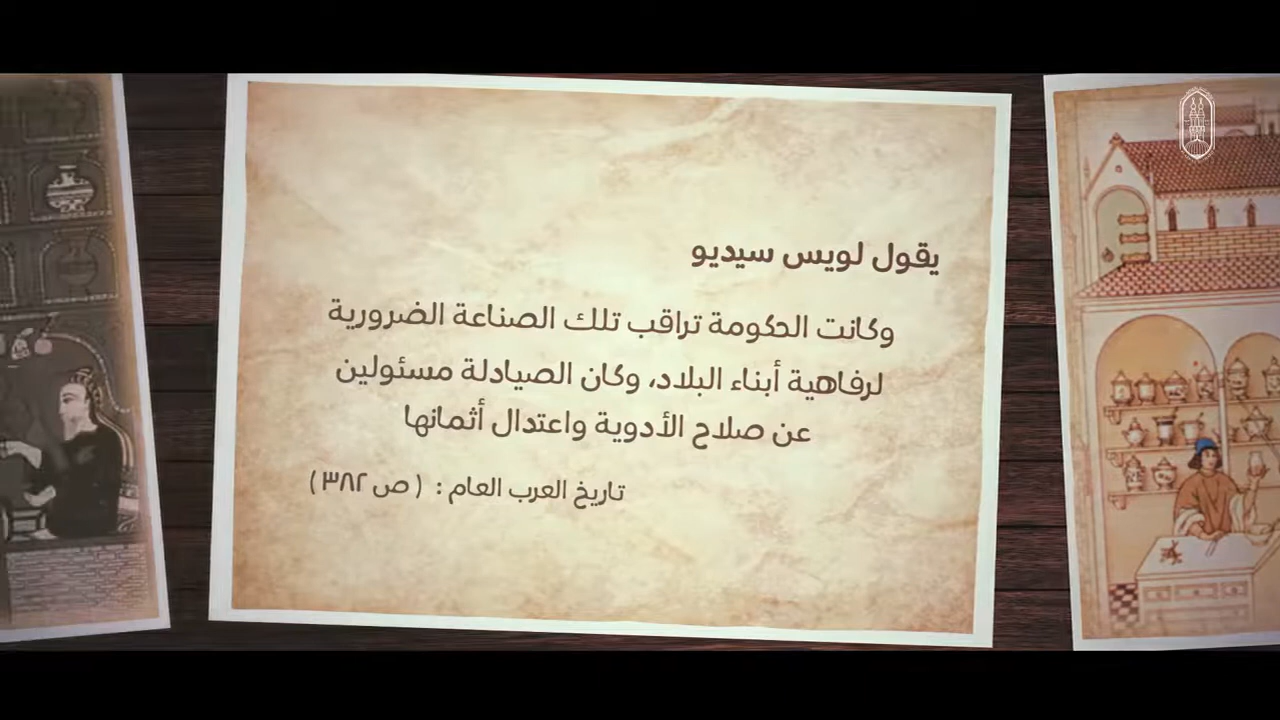 يقول لويس سيديو
وكانت الحكومة تراقب تلك الصناعة الضرورية
لرفاهية أبناء البلاد، وكان الصيادلة مسئولين
عن صلاح الأدوية واعتدال أثمانها
تاريخ العرب العام : ( ص ٣٨٢ )